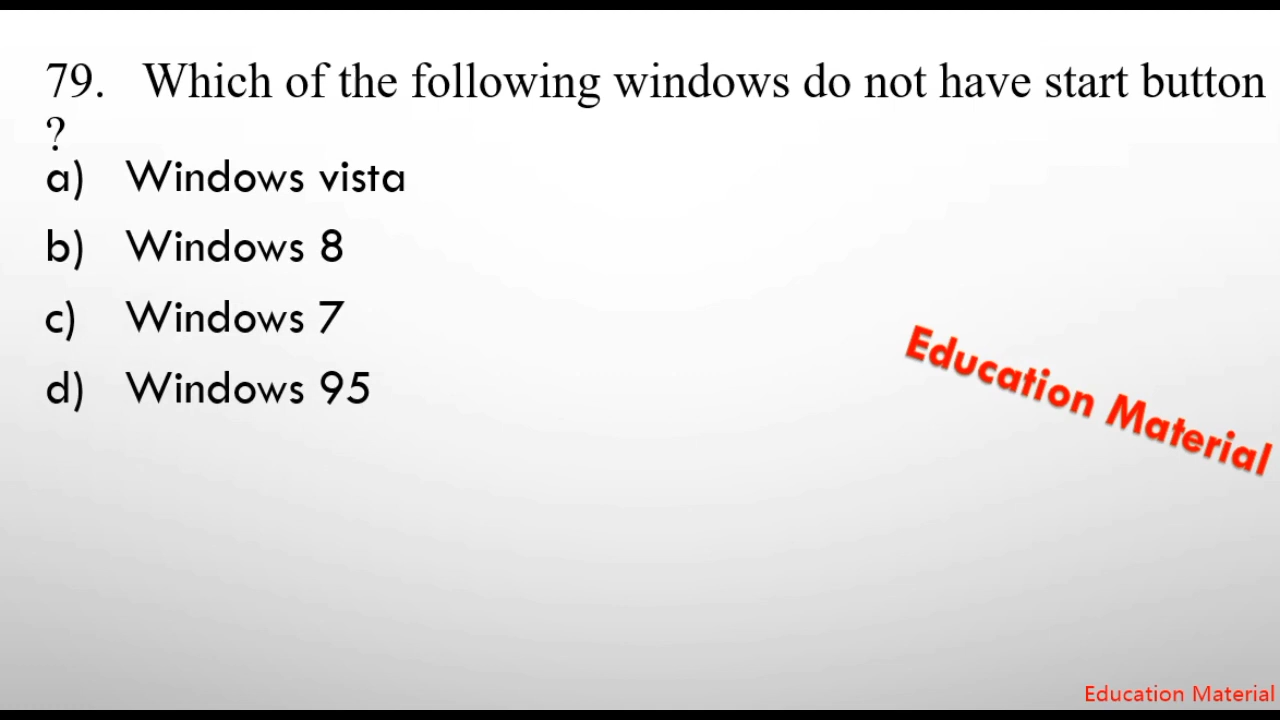 79. Which of the following windows do not have start button
?
a) Windows vista
b) Windows 8
c) Windows 7
d) Windows 95
Education Material
Education Material